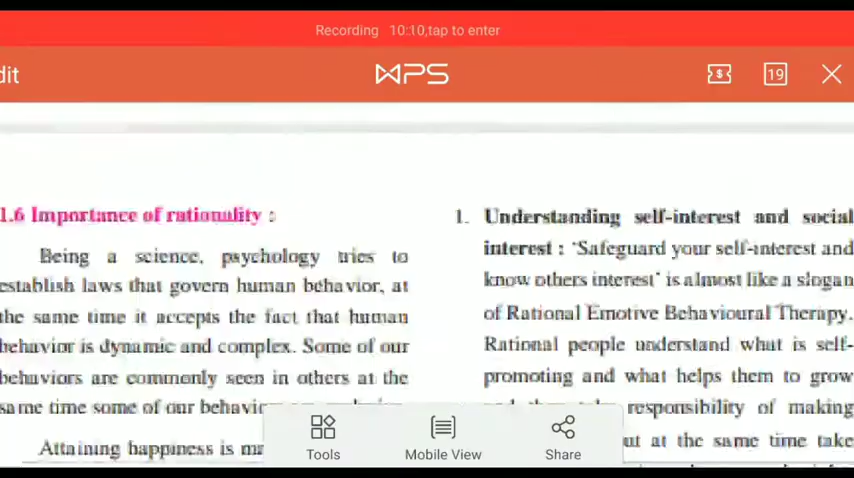 Recording 10:10,tap to enter
dit
WPS
19
1.6 Importance of rationality :
Being a science, psychology tries to
establish laws that govern human behavior, at
the same time it accepts the fact that human
behavior is dynamic and complex. Some of our
behaviors are commonly seen in others at the
same time some of our behavior
Attaining happiness is
1. Understanding self-interest and social
interest : 'Safeguard your self-interest and
know others interest' is almost like a slogan
of Rational Emotive Behavioural Therapy.
Rational people understand what is self-
promoting and what helps them to grow
responsibility of making
ut at the same time take
Tools
Mobile View
Share